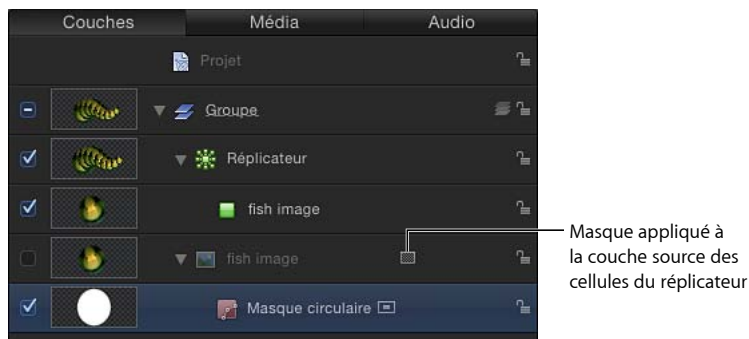 Couches Média Audio
Projet
Groupe
Réplicateur
fish image
fish image
Masque circulaire
Masque appliqué à
la couche source des
cellules du réplicateur